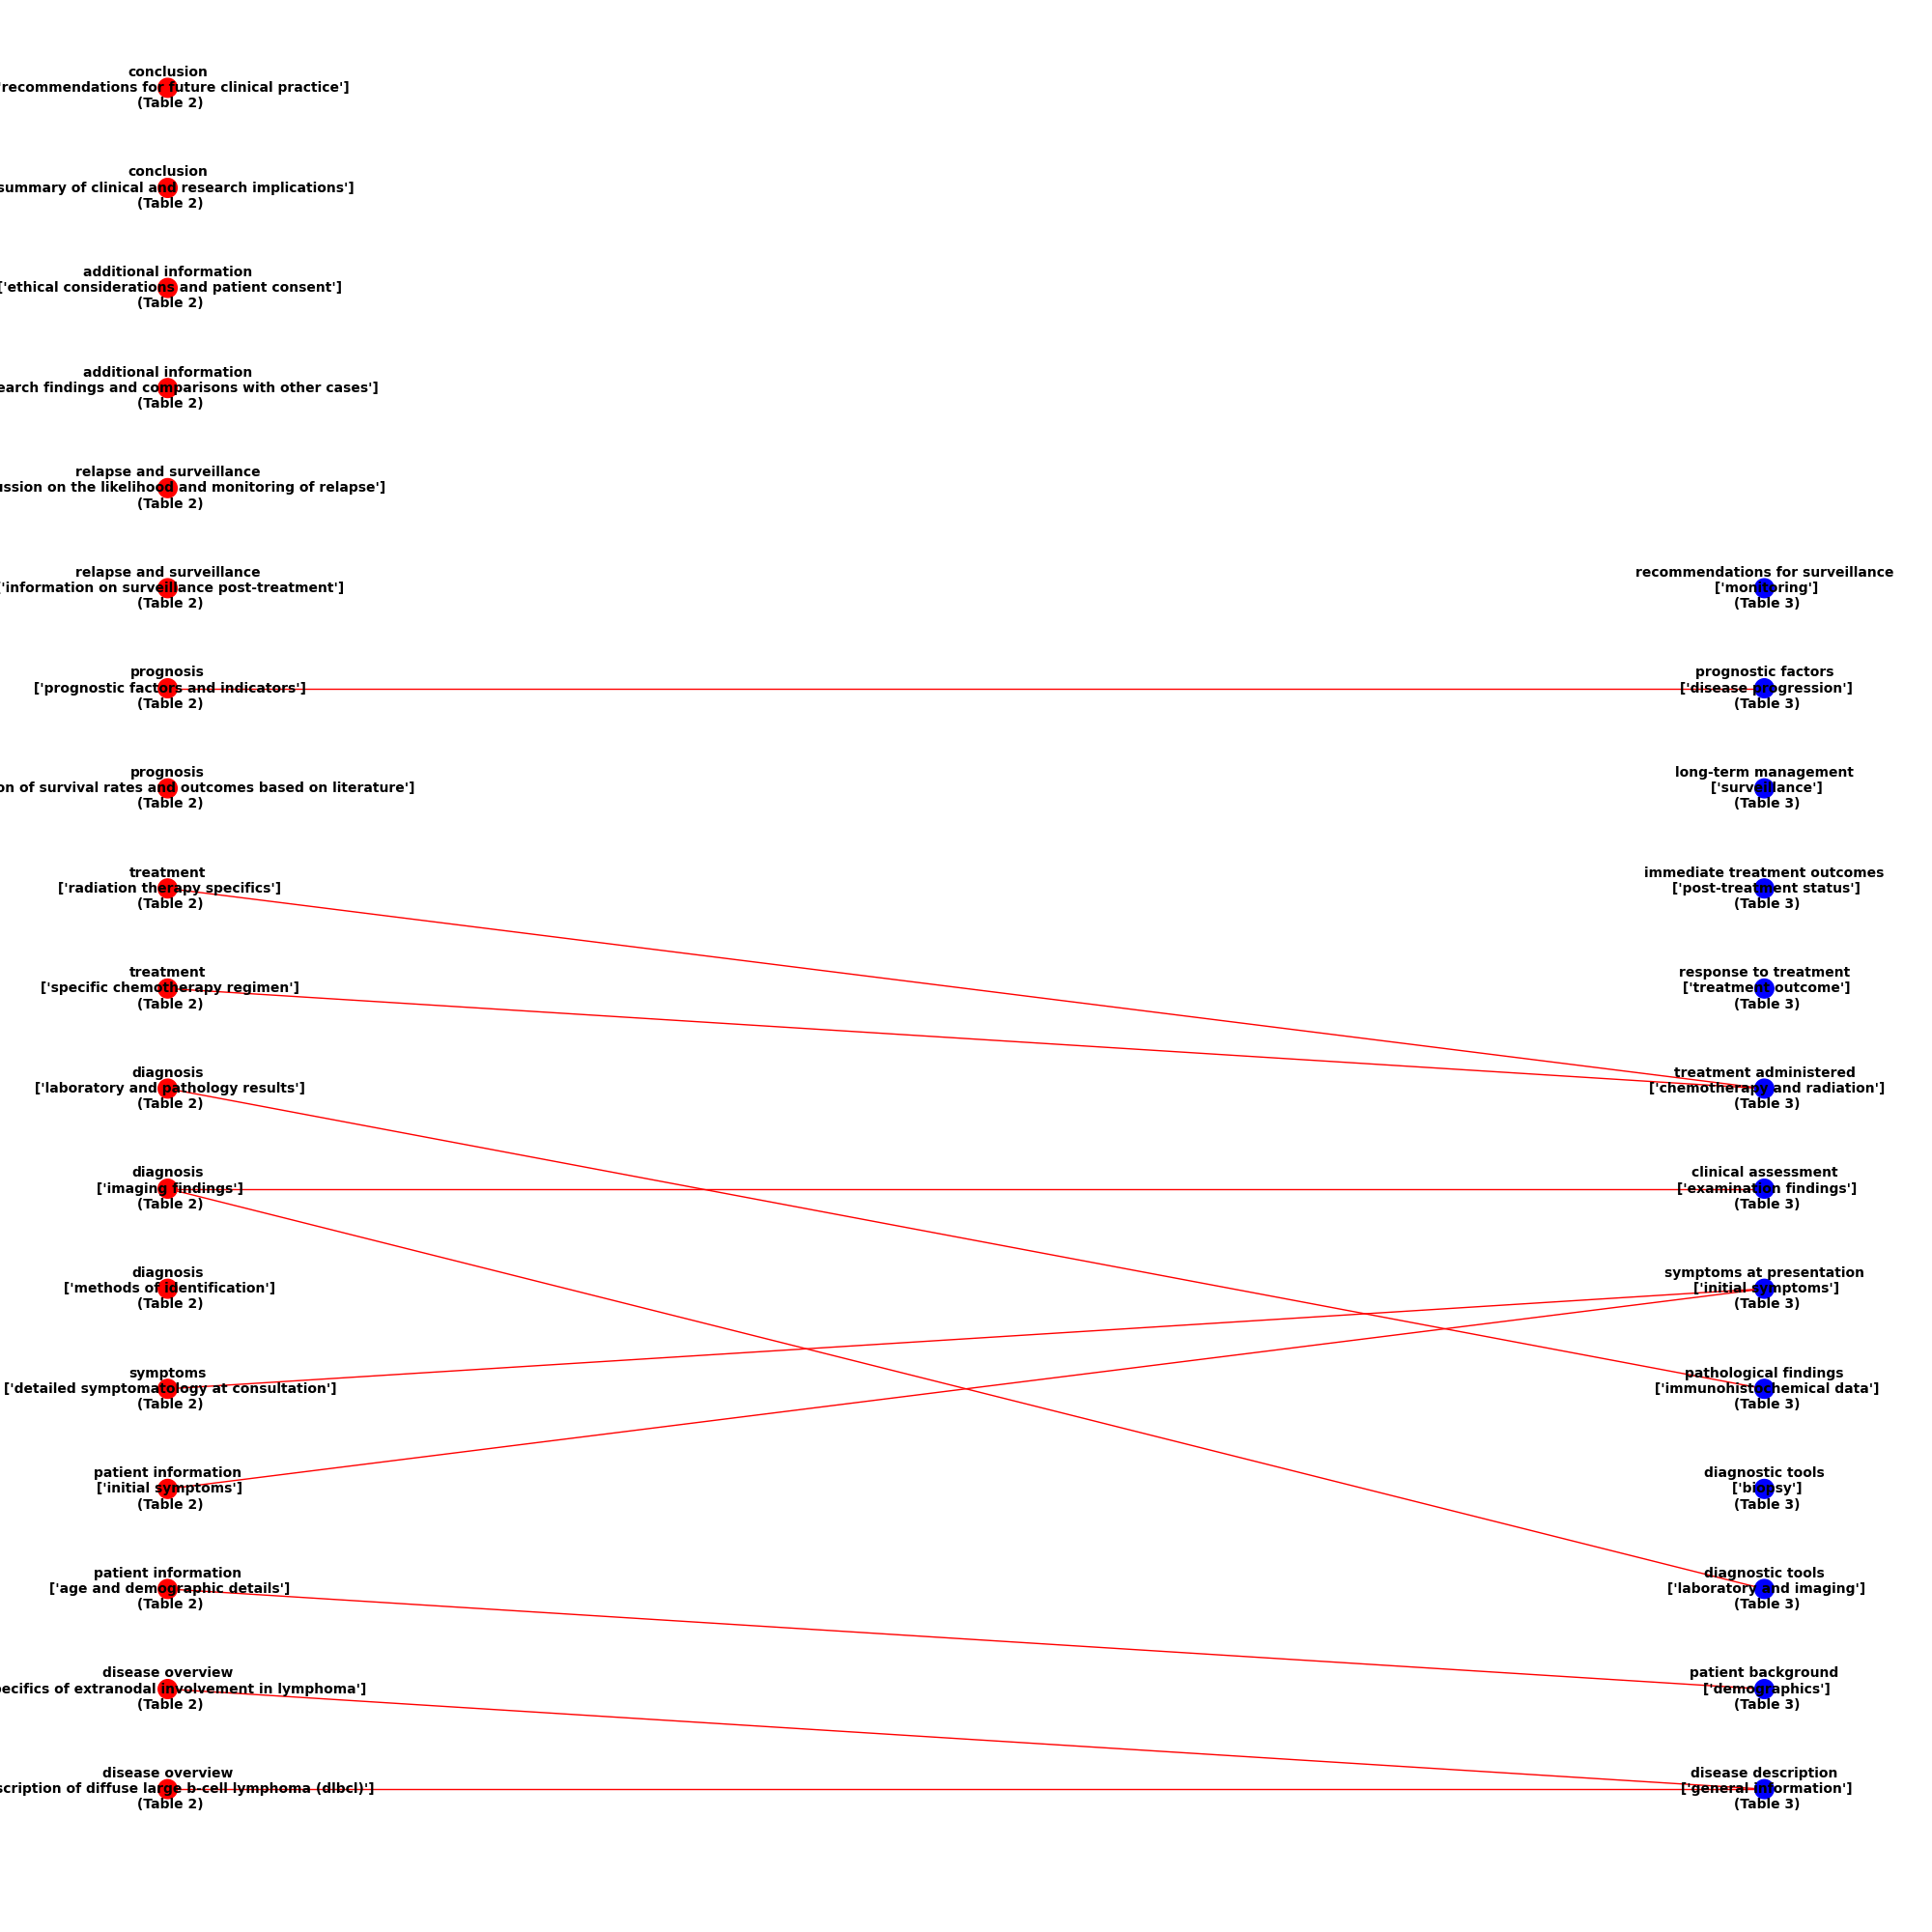 conclusion
'recommendations for future clinical practice']
(Table 2)
conclusion
summary of clinical and research implications']
(Table 2)
additional information
['ethical considerations and patient consent']
(Table 2)
additional information
earch findings and comparisons with other cases']
(Table 2)
relapse and surveillance
ussion on the likelihood and monitoring of relapse']
(Table 2)
relapse and surveillance
['information on surveillance post-treatment']
(Table 2)
prognosis
['prognostic factors and indicators']
(Table 2)
prognosis
on of survival rates and outcomes based on literature']
(Table 2)
treatment
['radiation therapy specifics']
(Table 2)
treatment
['specific chemotherapy regimen']
(Table 2)
diagnosis
['laboratory and pathology results']
(Table 2)
diagnosis
['imaging findings']
(Table 2)
diagnosis
['methods of identification']
(Table 2)
symptoms
['detailed symptomatology at consultation']
(Table 2)
patient information
['initial symptoms']
(Table 2)
patient information
['age and demographic details']
(Table 2)
disease overview
ecifics of extranodal involvement in lymphoma']
(Table 2)
disease overview
scription of diffuse large b-cell lymphoma (dlbcl)']
(Table 2)
recommendations for surveillance
['monitoring']
(Table 3)
prognostic factors
['disease progression']
(Table 3)
long-term management
['surveillance']
(Table 3)
immediate treatment outcomes
['post-treatment status']
(Table 3)
response to treatment
['treatment outcome']
(Table 3)
treatment administered
['chemotherapy and radiation']
(Table 3)
clinical assessment
['examination findings']
(Table 3)
symptoms at presentation
['initial symptoms']
(Table 3)
pathological findings
['immunohistochemical data']
(Table 3)
diagnostic tools
['biopsy']
(Table 3)
diagnostic tools
['laboratory and imaging']
(Table 3)
patient background
['demographics']
(Table 3)
disease description
['general information']
(Table 3)